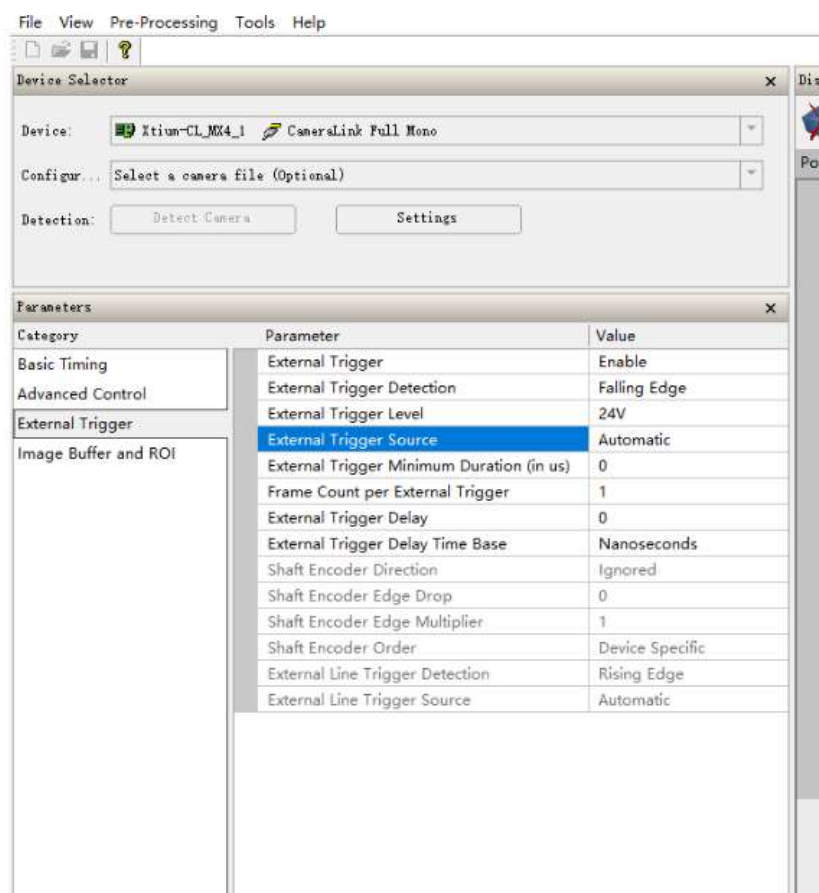 File View Pre-Processing Tools Help
Device Selector
Device: Xtium-CL_MX4_1 CameraLink Full Mono
Configur... Select a camera file (Optional)
Detection: Detect Camera Settings
Parameters
Category Parameter Value
Basic Timing
Advanced Control
External Trigger
Image Buffer and ROI
External Trigger Enable
External Trigger Detection Falling Edge
External Trigger Level 24V
External Trigger Source Automatic
External Trigger Minimum Duration (in us) 0
Frame Count per External Trigger 1
External Trigger Delay 0
External Trigger Delay Time Base Nanoseconds
Shaft Encoder Direction Ignored
Shaft Encoder Edge Drop 0
Shaft Encoder Edge Multiplier 1
Shaft Encoder Order Device Specific
External Line Trigger Detection Rising Edge
External Line Trigger Source Automatic